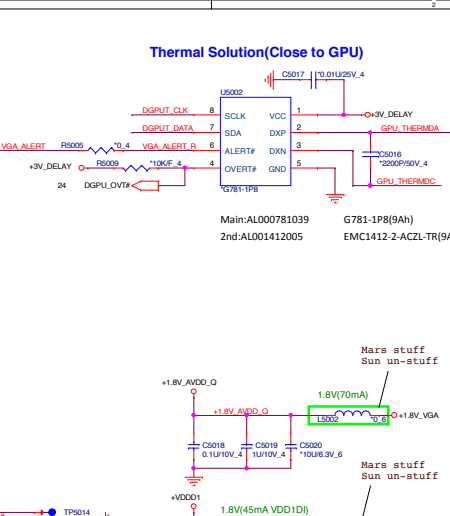 2
Thermal Solution(Close to GPU)
C5017 *0.01U/25V_4
U5002
DGPUT_CLK 8 SCLK VCC 1 +3V_DELAY
DGPUT_DATA 7 SDA DXP 2 GPU_THERMDA
VGA_ALERT R5005 *0_4 VGA_ALERT_R 6 ALERT# DXN 3
C5016
*2200P/50V_4
+3V_DELAY R5009 *10K/F_4 4 OVERT# GND 5
24 DGPU_OVT# *G781-1P8 GPU_THERMDC
Main:AL000781039 G781-1P8(9Ah)
2nd:AL001412005 EMC1412-2-ACZL-TR(9A
Mars stuff
Sun un-stuff
+1.8V_AVDD_Q
1.8V(70mA)
+1.8V_AVDD_Q L5002 *0_6 +1.8V_VGA
C5018 C5019 C5020
0.1U/10V_4 1U/10V_4 *10U/6.3V_6
Mars stuff
Sun un-stuff
+VDDD1
1.8V(45mA VDD1DI)
TP5014